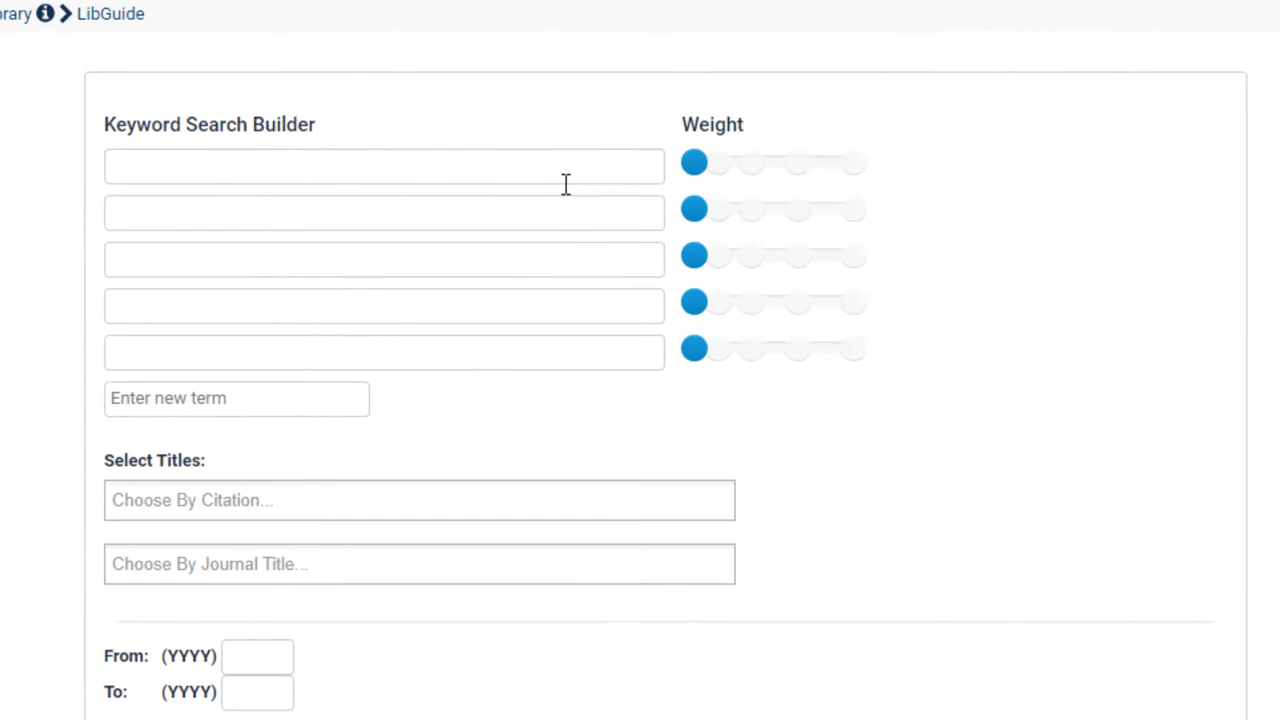 brary LibGuide
Keyword Search Builder Weight
Enter new term
Select Titles:
Choose By Citation...
Choose By Journal Title...
From: (YYYY)
To: (YYYY)